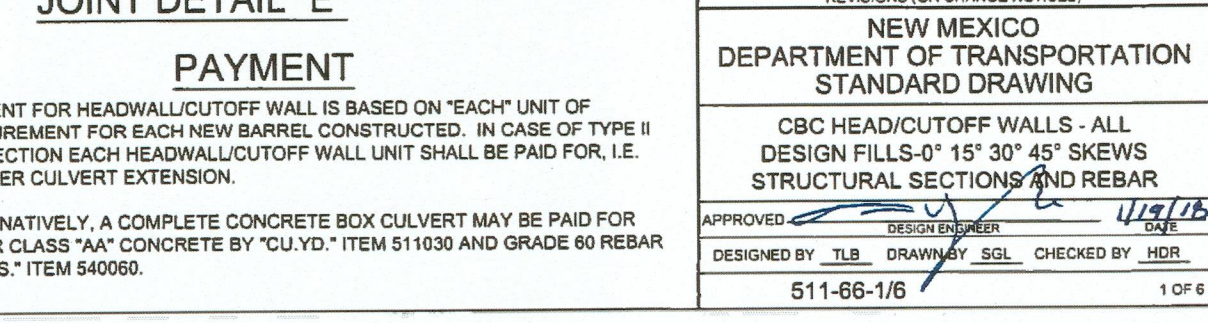 JOINT DETAIL "E"
PAYMENT
ENT FOR HEADWALL/CUTOFF WALL IS BASED ON "EACH" UNIT OF
UREMENT FOR EACH NEW BARREL CONSTRUCTED. IN CASE OF TYPE II
ECTION EACH HEADWALL/CUTOFF WALL UNIT SHALL BE PAID FOR, I.E.
ER CULVERT EXTENSION.
NATIVELY, A COMPLETE CONCRETE BOX CULVERT MAY BE PAID FOR
R CLASS "AA" CONCRETE BY "CU.YD." ITEM 511030 AND GRADE 60 REBAR
S." ITEM 540060.
REVISIONS (OR CHANGE NOTICES)
NEW MEXICO
DEPARTMENT OF TRANSPORTATION
STANDARD DRAWING
CBC HEAD/CUTOFF WALLS - ALL
DESIGN FILLS-0° 15° 30° 45° SKEWS
STRUCTURAL SECTIONS AND REBAR
APPROVED 1/19/18
DESIGN ENGINEER DATE
DESIGNED BY TLB DRAWN BY SGL CHECKED BY HDR
511-66-1/6 1 OF 6